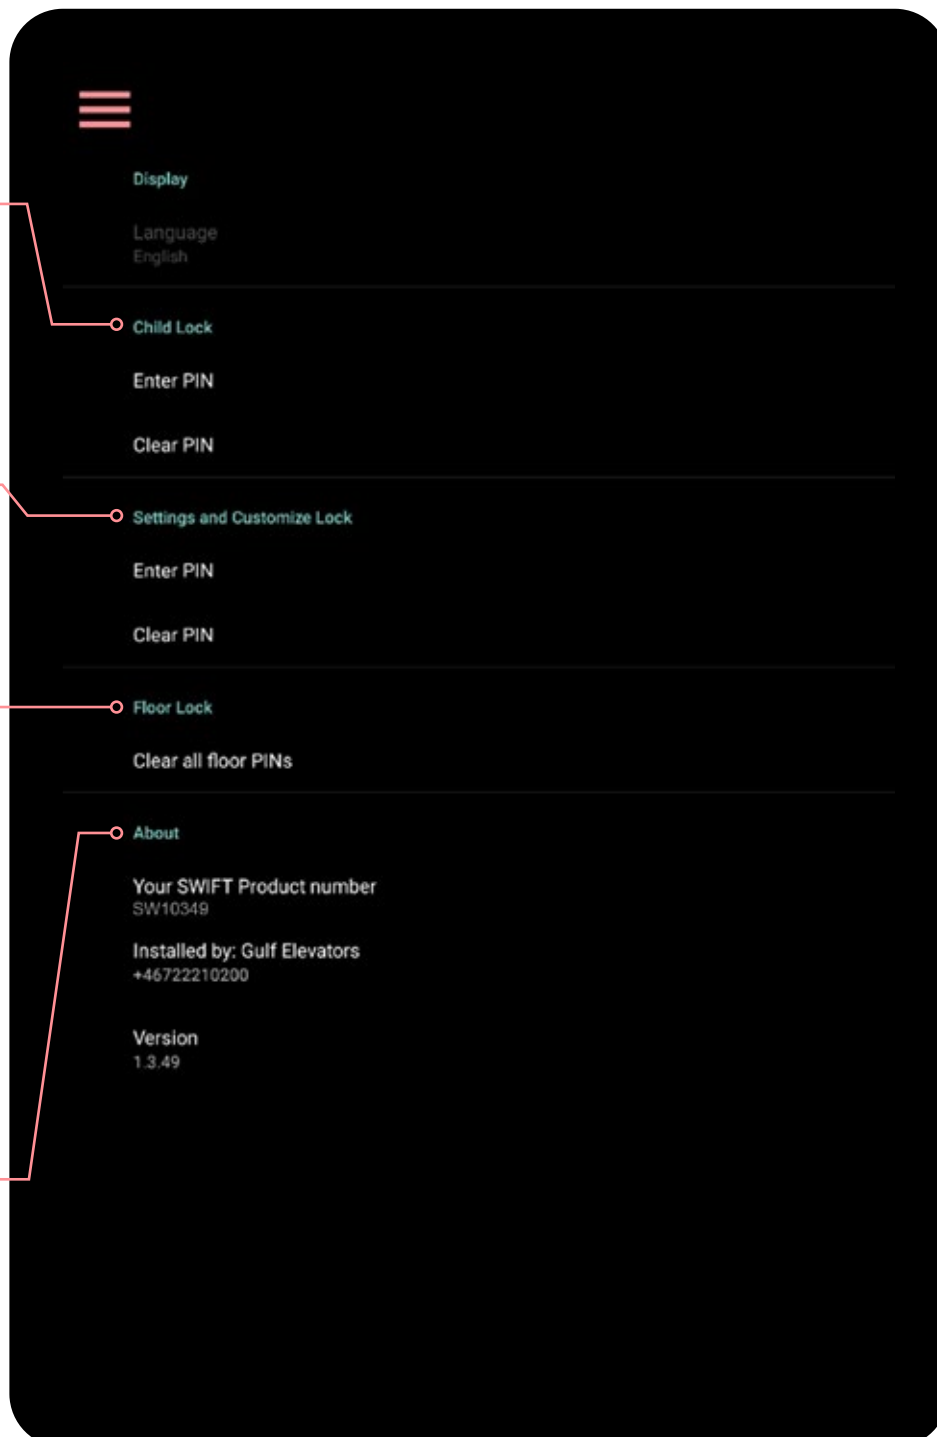 Display
Language
English
Child Lock
Enter PIN
Clear PIN
Settings and Customize Lock
Enter PIN
Clear PIN
Floor Lock
Clear all floor PINs
About
Your SWIFT Product number
SW10349
Installed by: Gulf Elevators
+46722210200
Version
1.3.49